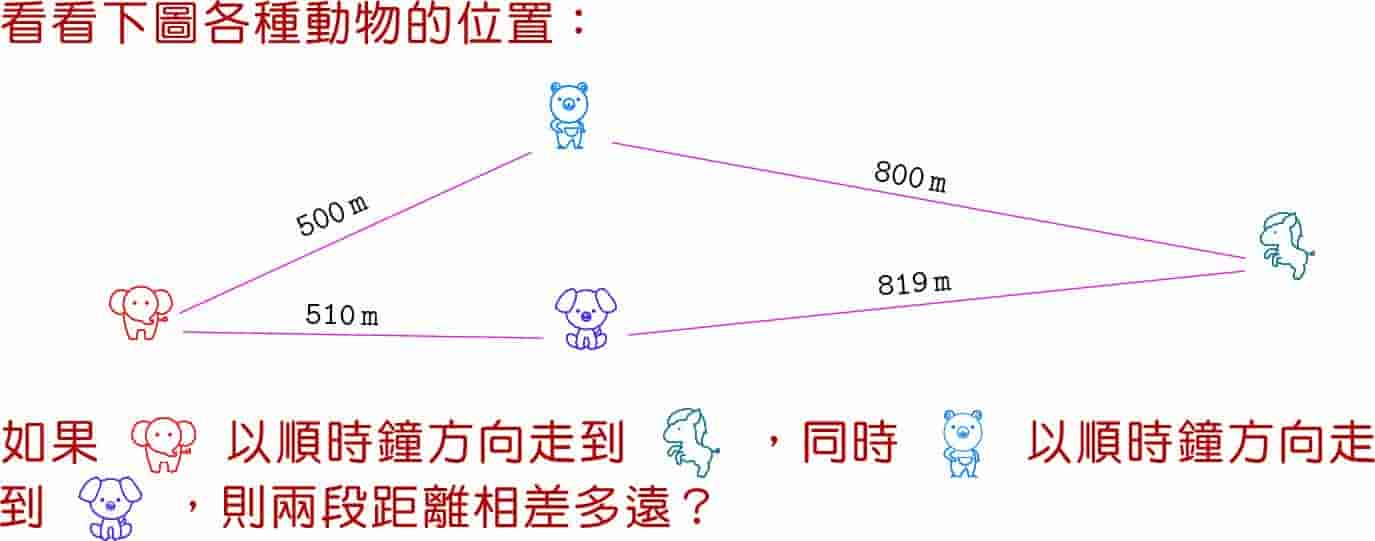 看看下圖各種動物的位置：
800 m
500 m
819 m
510 m
如果 以順時鐘方向走到 ，同時 以順時鐘方向走
到 ，則兩段距離相差多遠？